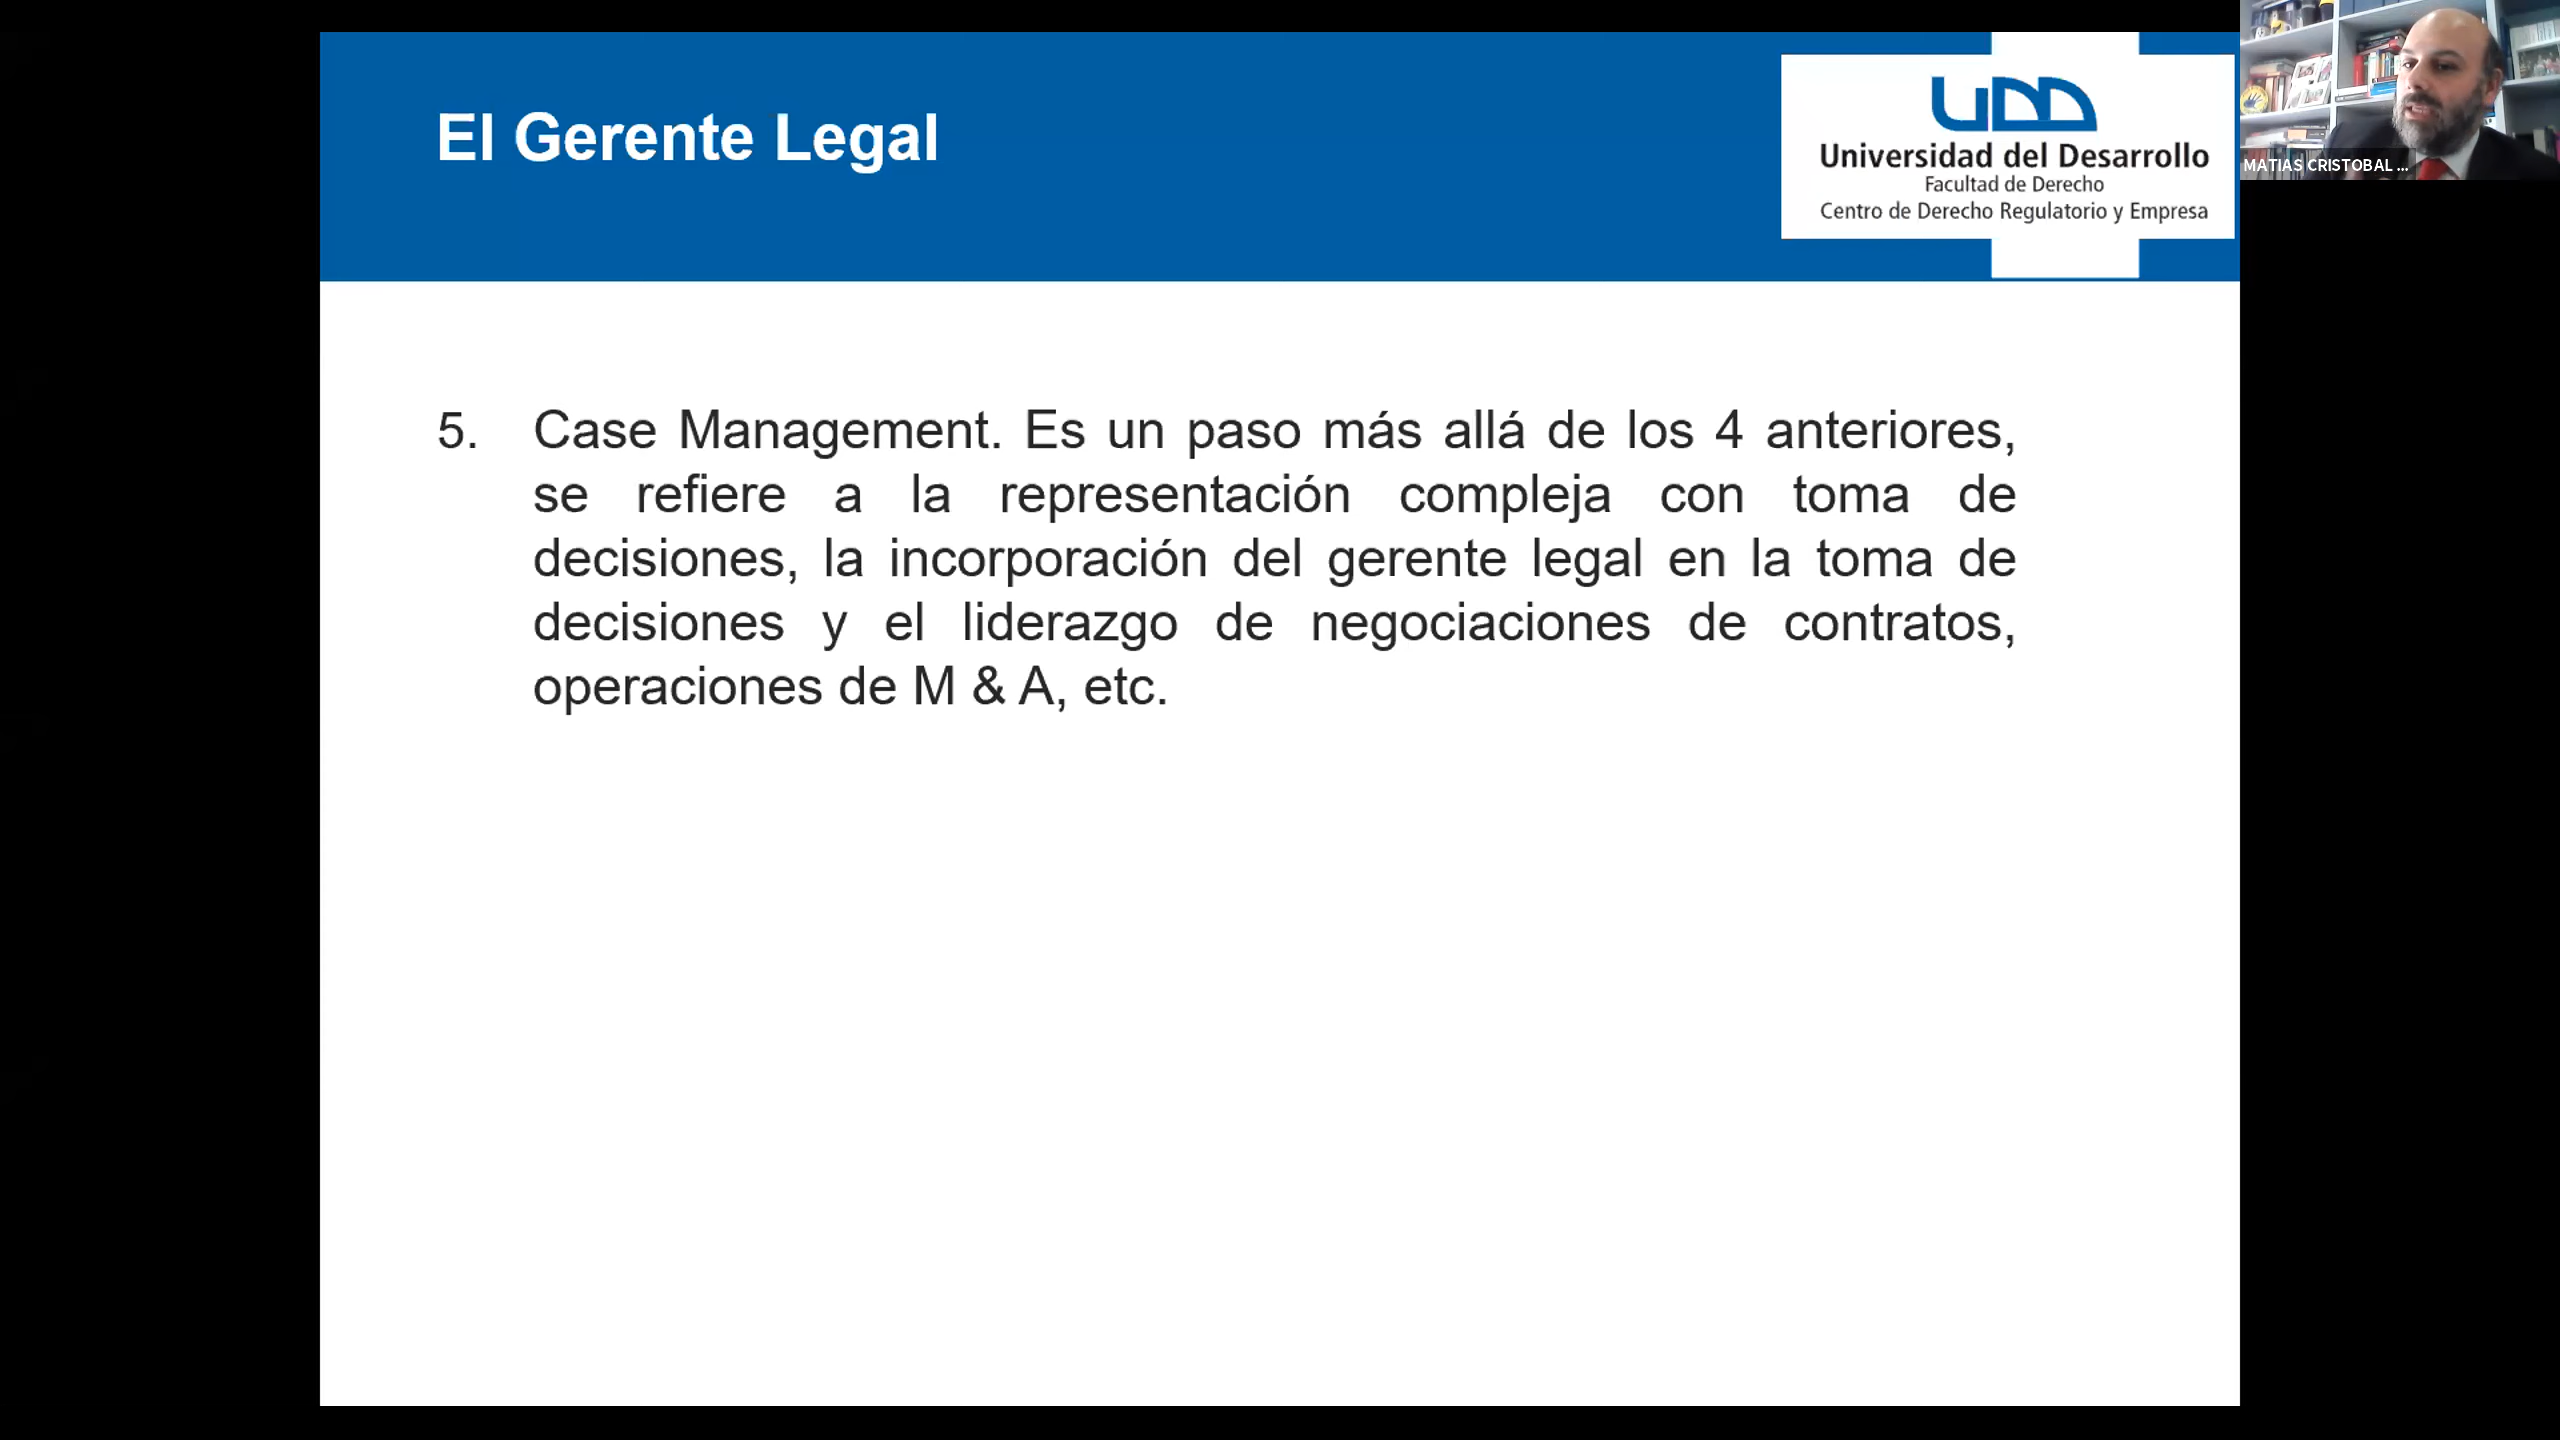 El Gerente Legal
UDD
Universidad del Desarrollo
Facultad de Derecho
Centro de Derecho Regulatorio y Empresa
MATIAS CRISTOBAL ...
5. Case Management. Es un paso más allá de los 4 anteriores,
se refiere a la representación compleja con toma de
decisiones, la incorporación del gerente legal en la toma de
decisiones y el liderazgo de negociaciones de contratos,
operaciones de M & A, etc.